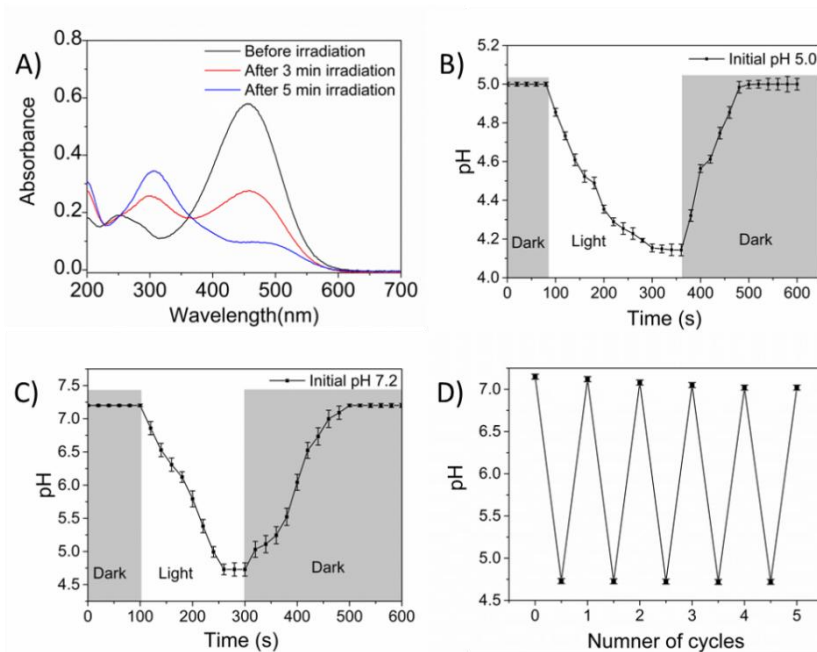 A)
Before irradiation
After 3 min irradiation
After 5 min irradiation
0.8
0.6
0.4
0.2
0.0
Absorbance
200 300 400 500 600 700
Wavelength(nm)
B)
Initial pH 5.0
5.2
5.0
4.8
4.6
4.4
4.2
4.0
pH
Dark Light Dark
0 100 200 300 400 500 600
Time (s)
C)
Initial pH 7.2
7.5
7.0
6.5
6.0
5.5
5.0
4.5
pH
Dark Light Dark
0 100 200 300 400 500 600
Time (s)
D)
7.0
6.5
6.0
5.5
5.0
4.5
pH
0 1 2 3 4 5
Numner of cycles